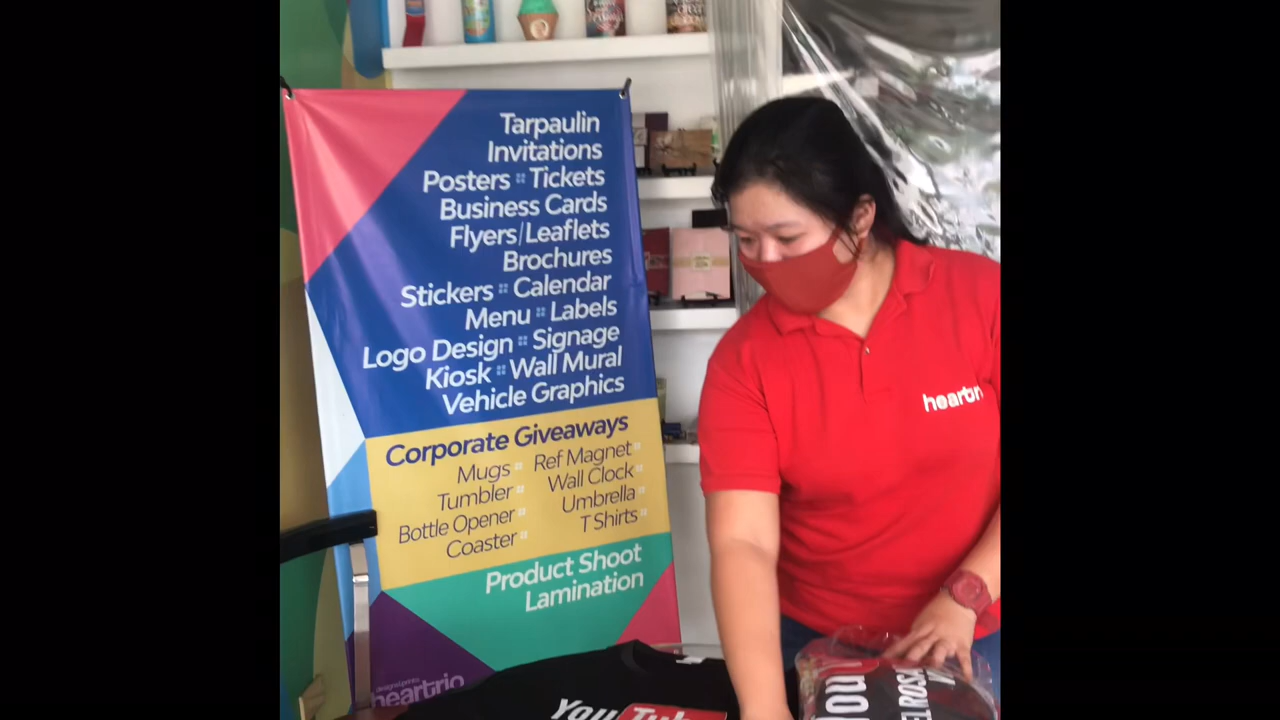 Tarpaulin
Invitations
Posters Tickets
Business Cards
Flyers/Leaflets
Brochures
Stickers Calendar
Menu Labels
Logo Design Signage
Kiosk Wall Mural
Vehicle Graphics
Corporate Giveaways
Mugs Ref Magnet
Tumbler Wall Clock
Bottle Opener Umbrella
Coaster T Shirts
Product Shoot
Lamination
heartrio
heartri
YouTube
You